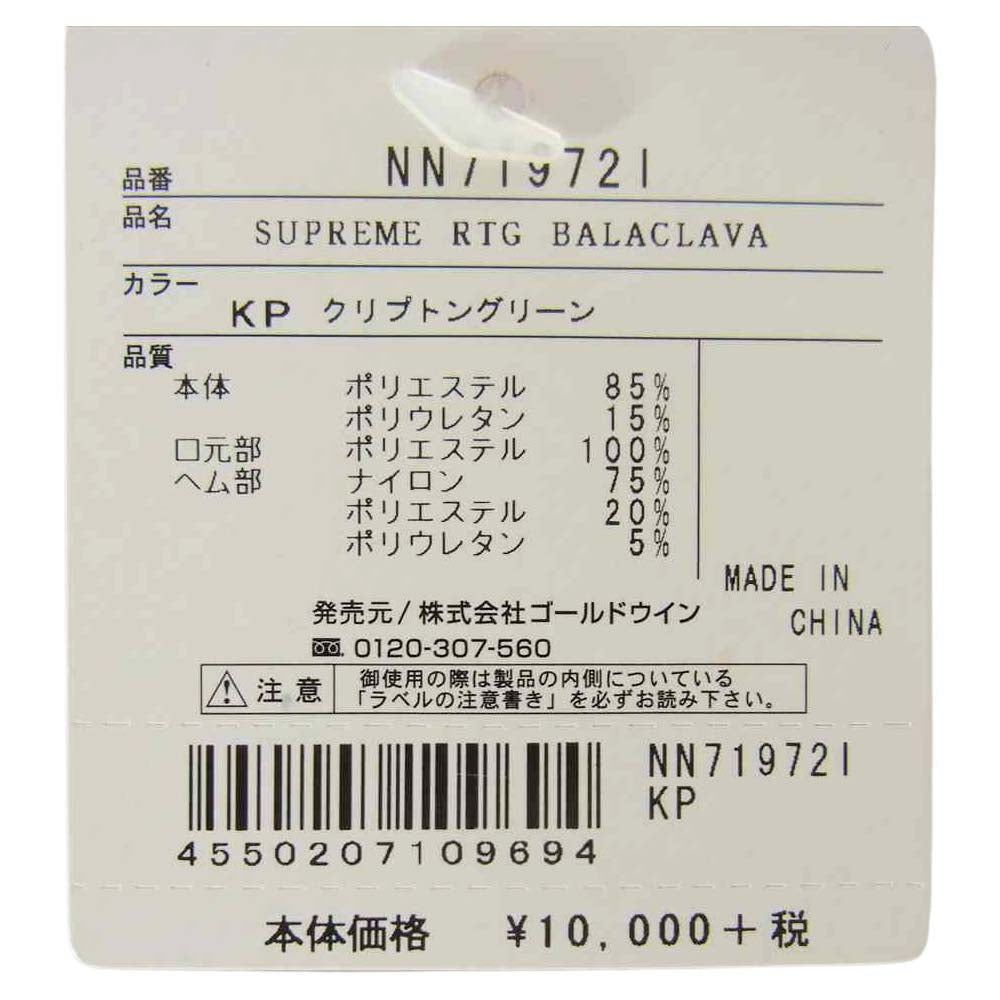 品番 NN71972I
品名 SUPREME RTG BALACLAVA
カラー KP クリプトングリーン
品質
本体 ポリエステル 85%
ポリウレタン 15%
口元部 ポリエステル 100%
ヘム部 ナイロン 75%
ポリエステル 20%
ポリウレタン 5%
MADE IN
CHINA
発売元/株式会社ゴールドウイン
0120-307-560
注意 御使用の際は製品の内側についている
「ラベルの注意書き」を必ずお読み下さい。
NN71972I
KP
4550207109694
本体価格 ¥10,000+税